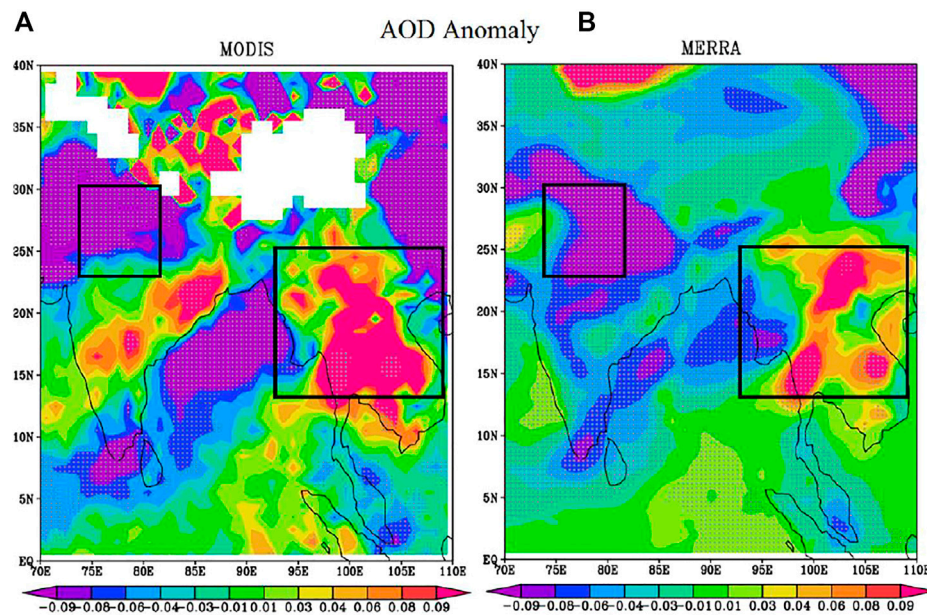 A
AOD Anomaly
B
MODIS
MERRA
40N
35N
30N
25N
20N
15N
10N
5N
EQ
70E 75E 80E 85E 90E 95E 100E 105E 110E
-0.09 -0.08 -0.06 -0.04 -0.03 -0.01 0.01 0.03 0.04 0.06 0.08 0.09
40N
35N
30N
25N
20N
15N
10N
5N
EQ
70E 75E 80E 85E 90E 95E 100E 105E 110E
-0.09 -0.08 -0.06 -0.04 -0.03 -0.01 0.01 0.03 0.04 0.06 0.08 0.09